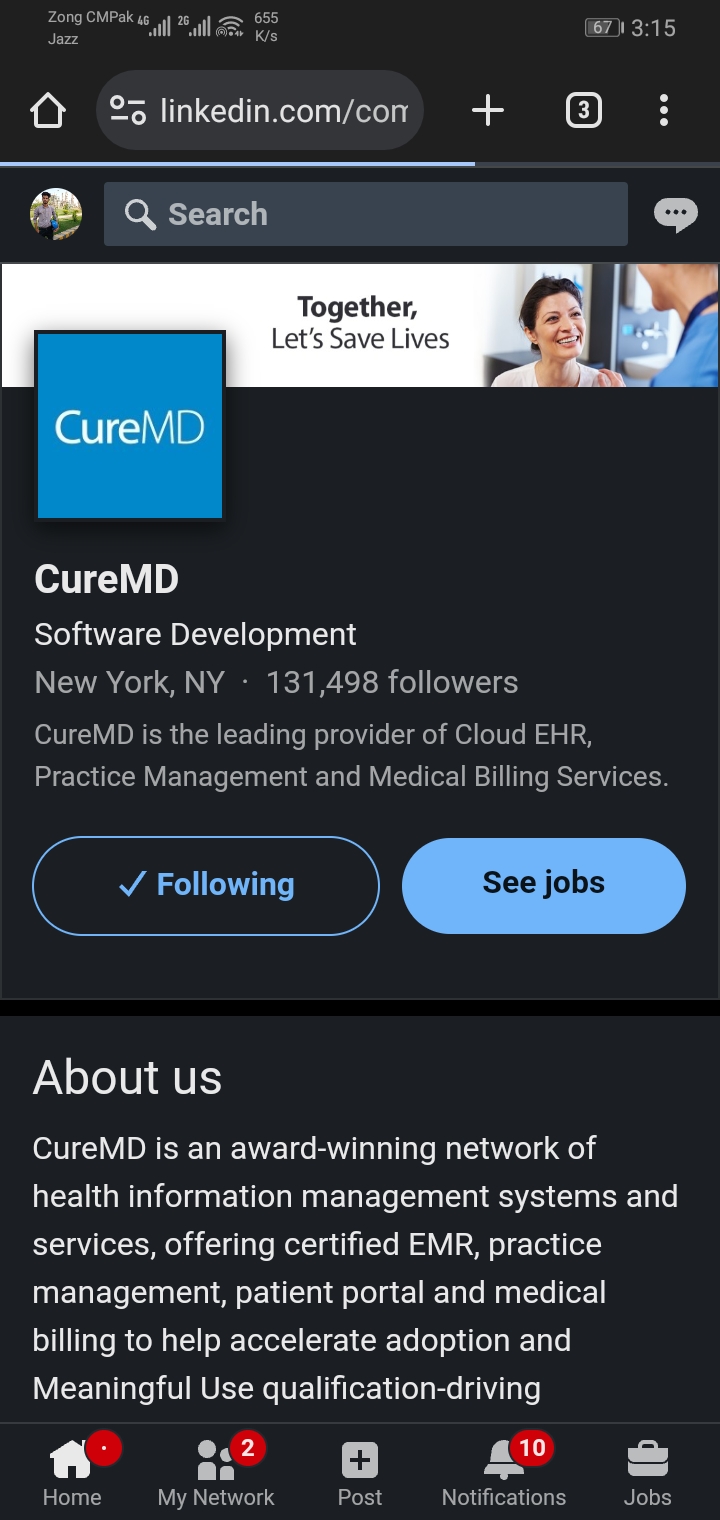 Zong CMPak 4G 2G 655
Jazz K/s 67 3:15
linkedin.com/com 3
Search
Together,
Let's Save Lives
CureMD
CureMD
Software Development
New York, NY · 131,498 followers
CureMD is the leading provider of Cloud EHR,
Practice Management and Medical Billing Services.
✓ Following See jobs
About us
CureMD is an award-winning network of
health information management systems and
services, offering certified EMR, practice
management, patient portal and medical
billing to help accelerate adoption and
Meaningful Use qualification-driving
2 10
Home My Network Post Notifications Jobs